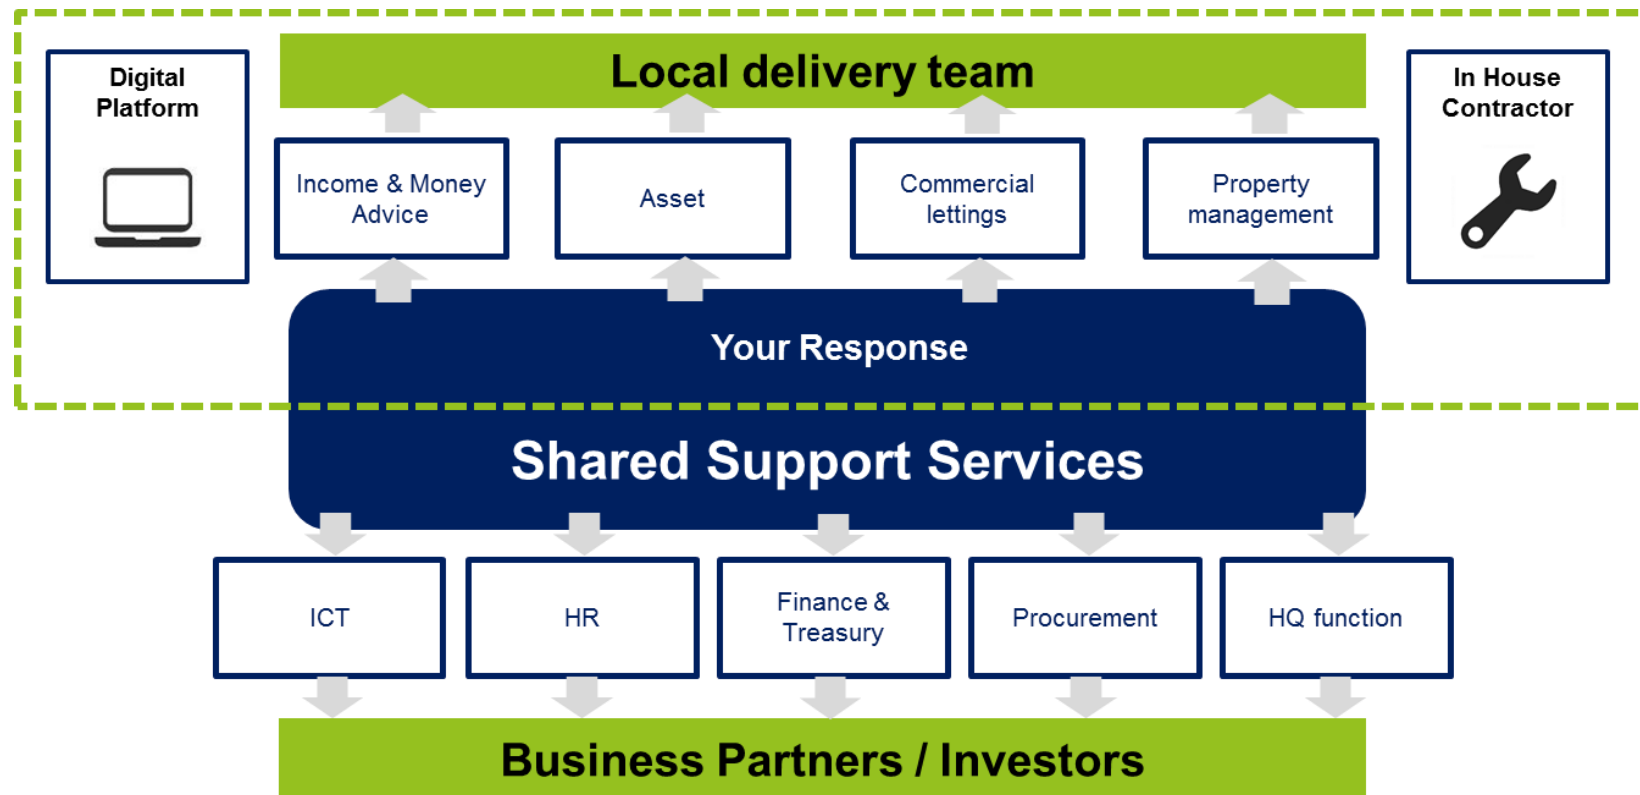 Local delivery team
Digital
Platform
In House
Contractor
Income & Money
Advice
Asset
Commercial
lettings
Property
management
Your Response
Shared Support Services
ICT
HR
Finance &
Treasury
Procurement
HQ function
Business Partners / Investors